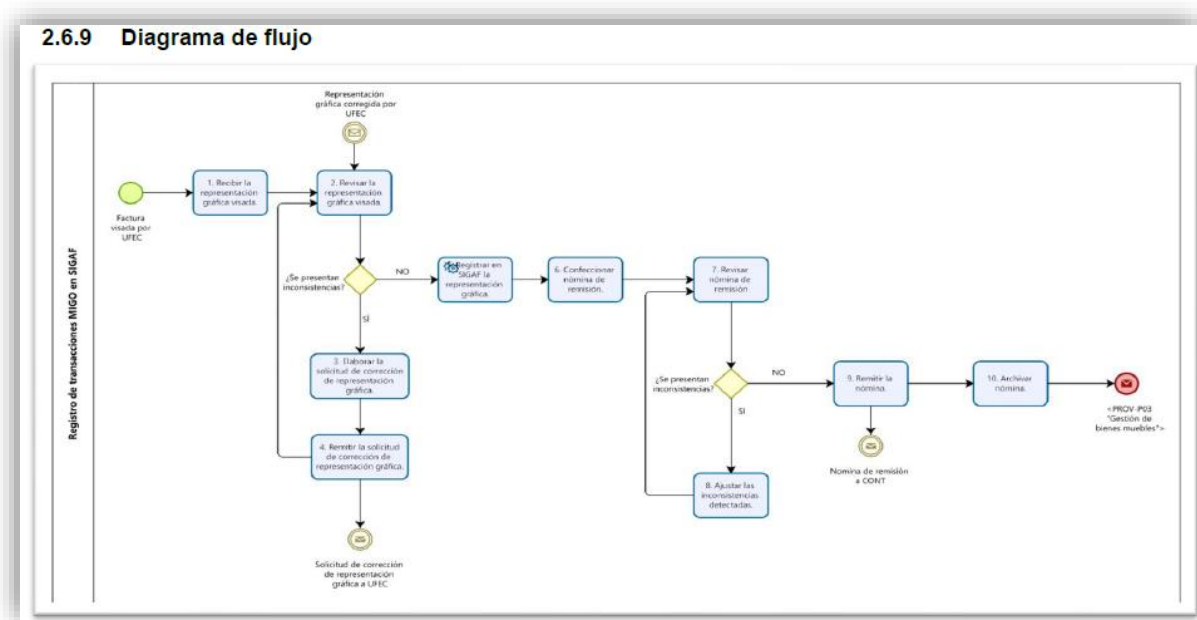 2.6.9 Diagrama de flujo
Registro de transacciones MIGO en SIGAF
Representación
gráfica corregida por
UFEC
Factura
visada por
UFEC
1. Recibir la
representación
gráfica visada.
2. Revisar la
representación
gráfica visada.
¿Se presentan
inconsistencias?
NO
SÍ
Registrar en
SIGAF la
representación
gráfica.
6. Confeccionar
nómina de
remisión.
7. Revisar
nómina de
remisión
3. Elaborar la
solicitud de corrección
de representación
gráfica.
4. Remitir la solicitud
de corrección de
representación gráfica.
Solicitud de corrección
de representación
gráfica a UFEC
¿Se presentan
inconsistencias?
NO
SI
8. Ajustar las
inconsistencias
detectadas.
9. Remitir la
nómina.
Nomina de remisión
a CONT
10. Archivar
nómina.
<PROV-P03
"Gestión de
bienes muebles">